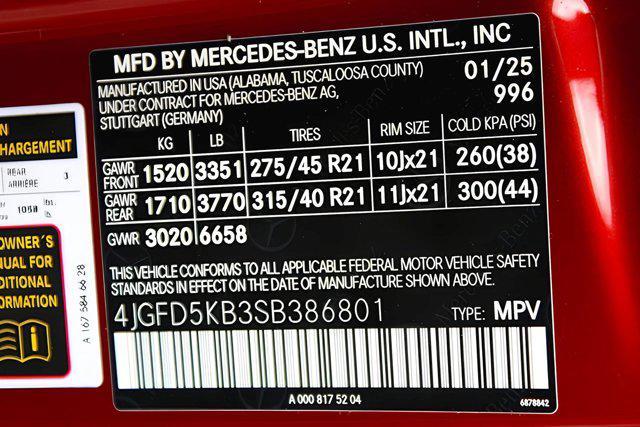 MFD BY MERCEDES-BENZ U.S. INTL., INC
MANUFACTURED IN USA (ALABAMA, TUSCALOOSA COUNTY) 01/25
UNDER CONTRACT FOR MERCEDES-BENZ AG, 996
STUTTGART (GERMANY)
KG LB TIRES RIM SIZE COLD KPA (PSI)
GAWR FRONT 1520 3351 275/45 R21 10Jx21 260(38)
GAWR REAR 1710 3770 315/40 R21 11Jx21 300(44)
GVWR 3020 6658
THIS VEHICLE CONFORMS TO ALL APPLICABLE FEDERAL MOTOR VEHICLE SAFETY
STANDARDS IN EFFECT ON THE DATE OF MANUFACTURE SHOWN ABOVE.
4JGFD5KB3SB386801 TYPE: MPV
A 000 817 52 04 6878842
HARGEMENT
REAR 3
ARRIÈRE
OWNER´S
NUAL FOR
DITIONAL
ORMATION
A 167 584 66 28